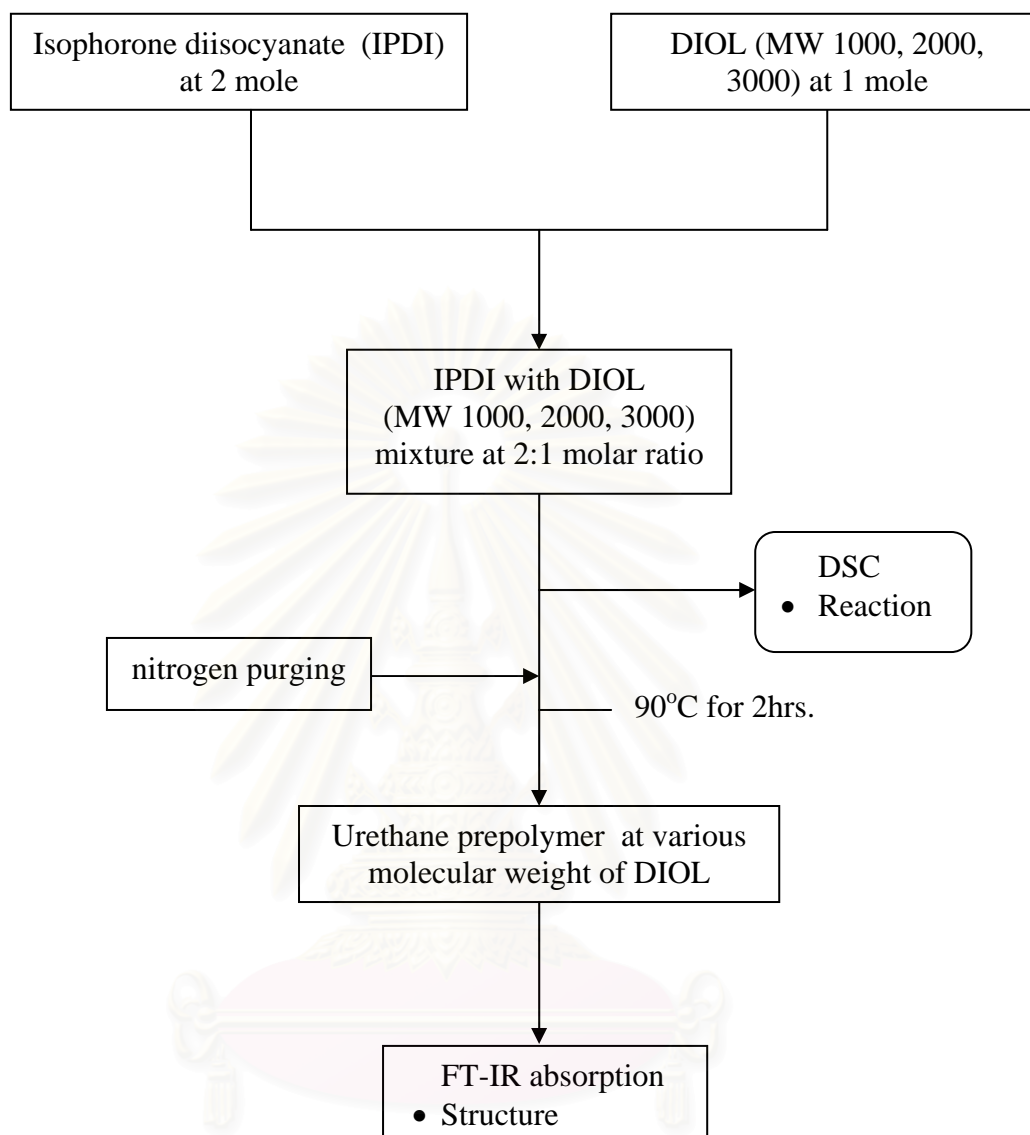 Isophorone diisocyanate (IPDI)
at 2 mole
DIOL (MW 1000, 2000,
3000) at 1 mole
IPDI with DIOL
(MW 1000, 2000, 3000)
mixture at 2:1 molar ratio
DSC
• Reaction
nitrogen purging
90°C for 2hrs.
Urethane prepolymer at various
molecular weight of DIOL
FT-IR absorption
• Structure